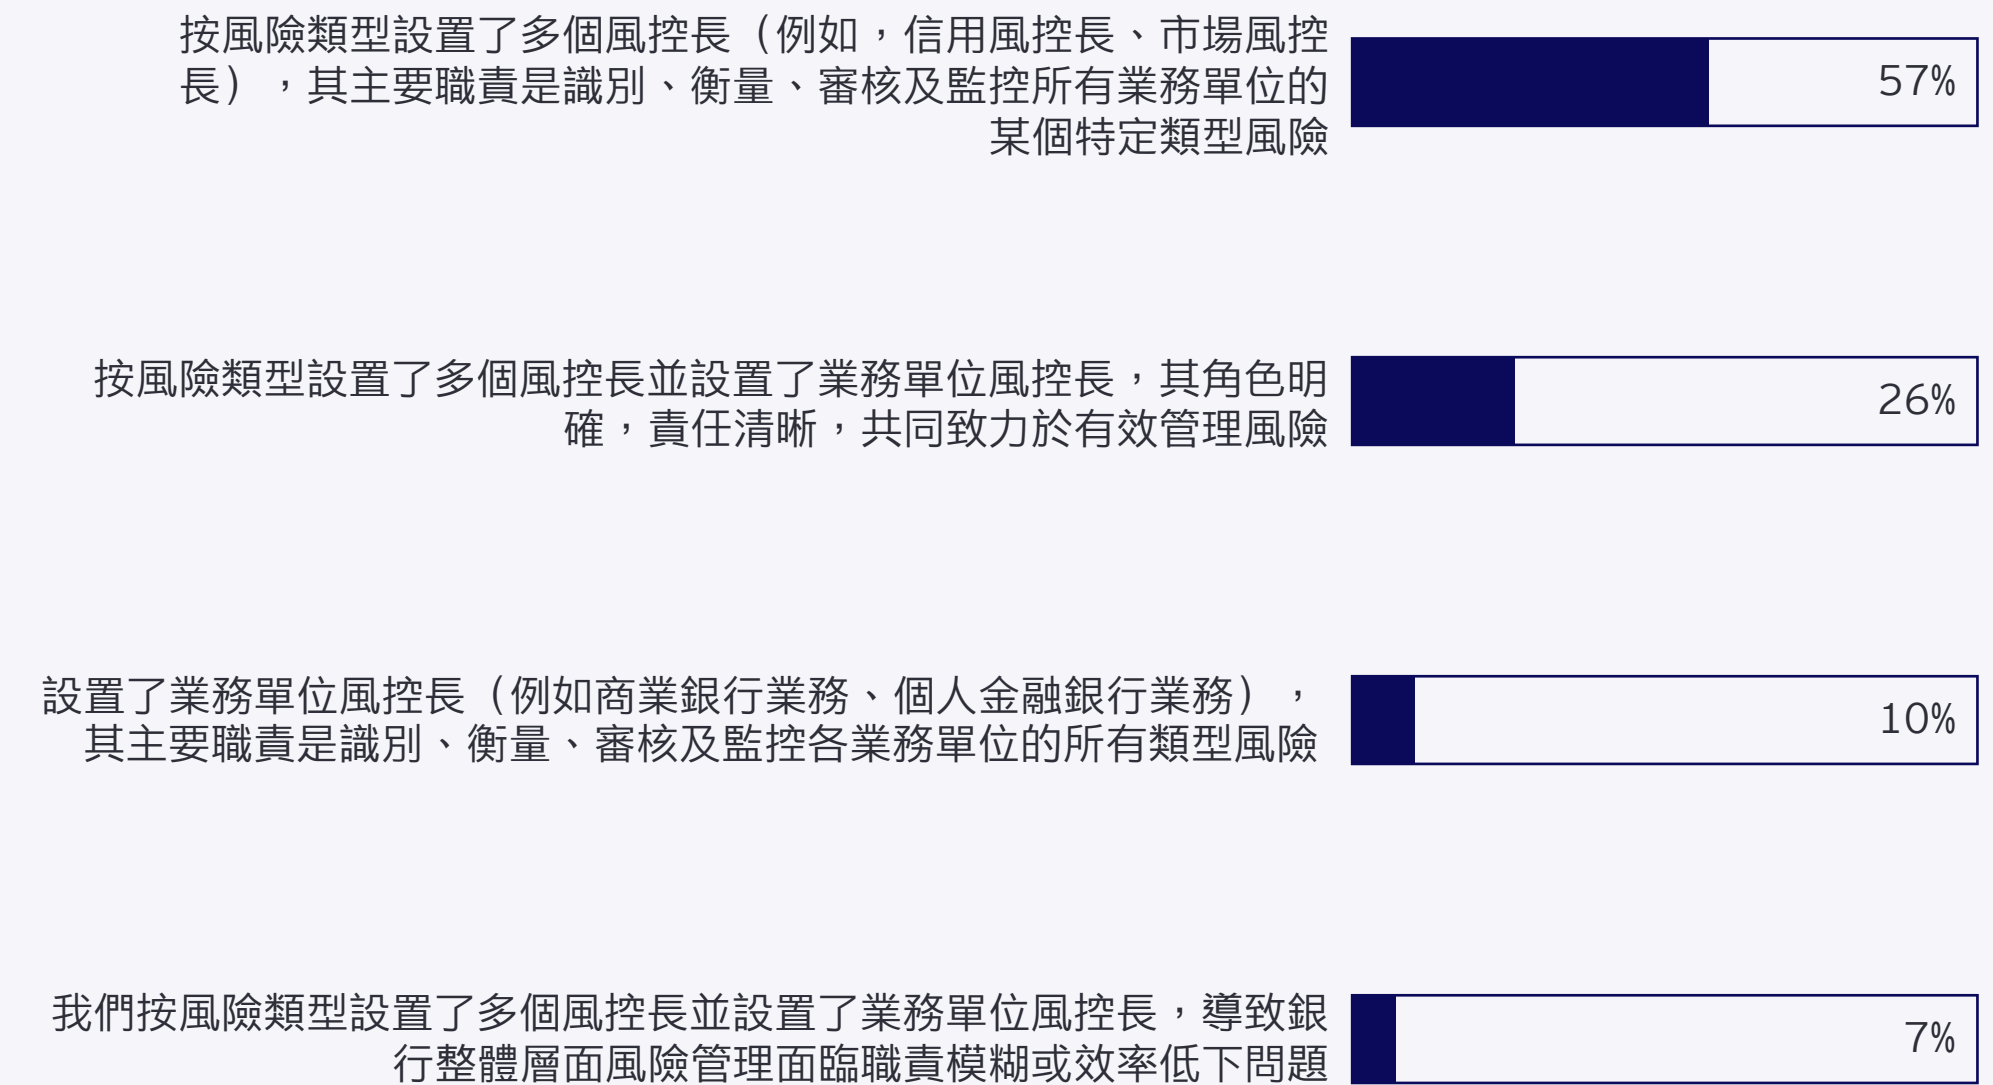 按風險類型設置了多個風控長（例如，信用風控長、市場風控
長），其主要職責是識別、衡量、審核及監控所有業務單位的
某個特定類型風險
57%
按風險類型設置了多個風控長並設置了業務單位風控長，其角色明
確，責任清晰，共同致力於有效管理風險
26%
設置了業務單位風控長（例如商業銀行業務、個人金融銀行業務），
其主要職責是識別、衡量、審核及監控各業務單位的所有類型風險
10%
我們按風險類型設置了多個風控長並設置了業務單位風控長，導致銀
行整體層面風險管理面臨職責模糊或效率低下問題
7%